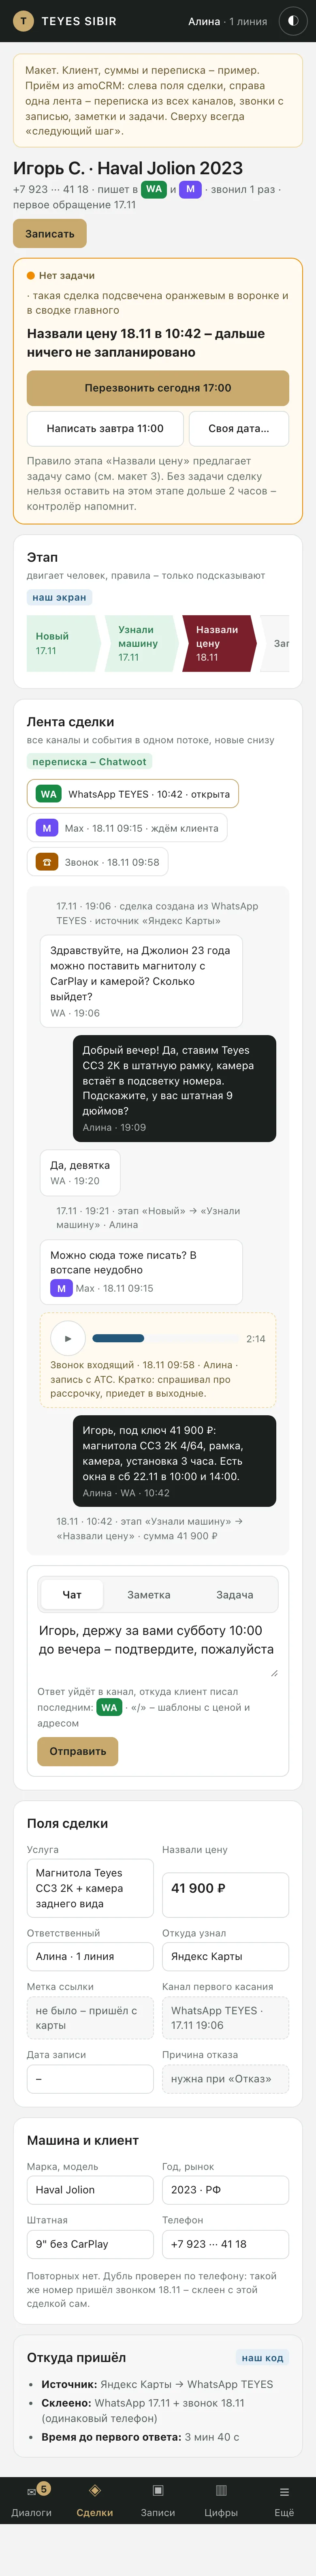 T TEYES SIBIR Алина · 1 линия
Макет. Клиент, суммы и переписка – пример.
Приём из amoCRM: слева поля сделки, справа
одна лента – переписка из всех каналов, звонки с
записью, заметки и задачи. Сверху всегда
«следующий шаг».
Игорь С. · Haval Jolion 2023
+7 923 ··· 41 18 · пишет в WA и M · звонил 1 раз ·
первое обращение 17.11
Записать
Нет задачи
· такая сделка подсвечена оранжевым в воронке и
в сводке главного
Назвали цену 18.11 в 10:42 – дальше
ничего не запланировано
Перезвонить сегодня 17:00
Написать завтра 11:00 Своя дата...
Правило этапа «Назвали цену» предлагает
задачу само (см. макет 3). Без задачи сделку
нельзя оставить на этом этапе дольше 2 часов –
контролёр напомнит.
Этап
двигает человек, правила – только подсказывают
наш экран
Новый
17.11
Узнали
машину
17.11
Назвали
цену
18.11
Лента сделки
все каналы и события в одном потоке, новые снизу
переписка – Chatwoot
WA WhatsApp TEYES · 10:42 · открыта
M Max · 18.11 09:15 · ждём клиента
☎ Звонок · 18.11 09:58
17.11 · 19:06 · сделка создана из WhatsApp
TEYES · источник «Яндекс Карты»
Здравствуйте, на Джолион 23 года
можно поставить магнитолу с
CarPlay и камерой? Сколько
выйдет?
WA · 19:06
Добрый вечер! Да, ставим Teyes
CC3 2K в штатную рамку, камера
встаёт в подсветку номера.
Подскажите, у вас штатная 9
дюймов?
Алина · 19:09
Да, девятка
WA · 19:20
17.11 · 19:21 · этап «Новый» → «Узнали
машину» · Алина
Можно сюда тоже писать? В
вотсапе неудобно
M Max · 18.11 09:15
2:14
Звонок входящий · 18.11 09:58 · Алина ·
запись с АТС. Кратко: спрашивал про
рассрочку, приедет в выходные.
Игорь, под ключ 41 900 ₽:
магнитола CC3 2K 4/64, рамка,
камера, установка 3 часа. Есть
окна в сб 22.11 в 10:00 и 14:00.
Алина · WA · 10:42
18.11 · 10:42 · этап «Узнали машину» →
«Назвали цену» · сумма 41 900 ₽
Чат Заметка Задача
Игорь, держу за вами субботу 10:00
до вечера – подтвердите, пожалуйста
Ответ уйдёт в канал, откуда клиент писал
последним: WA · «/» – шаблоны с ценой и
адресом
Отправить
Поля сделки
Услуга
Магнитола Teyes
CC3 2K + камера
заднего вида
Назвали цену
41 900 ₽
Ответственный
Алина · 1 линия
Откуда узнал
Яндекс Карты
Метка ссылки
не было – пришёл с
карты
Канал первого касания
WhatsApp TEYES ·
17.11 19:06
Дата записи
–
Причина отказа
нужна при «Отказ»
Машина и клиент
Марка, модель
Haval Jolion
Год, рынок
2023 · РФ
Штатная
9" без CarPlay
Телефон
+7 923 ··· 41 18
Повторных нет. Дубль проверен по телефону: такой
же номер пришёл звонком 18.11 – склеен с этой
сделкой сам.
Откуда пришёл наш код
• Источник: Яндекс Карты → WhatsApp TEYES
• Склеено: WhatsApp 17.11 + звонок 18.11
(одинаковый телефон)
• Время до первого ответа: 3 мин 40 с
5
Диалоги Сделки Записи Цифры Ещё